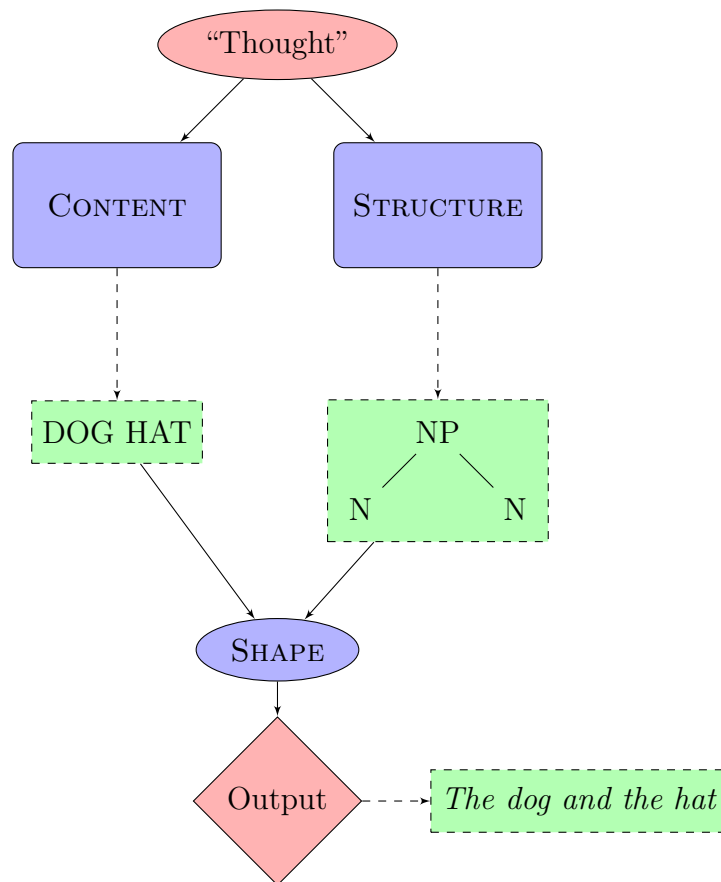 “Thought”
Content
Structure
DOG HAT
NP
N N
Shape
Output
The dog and the hat